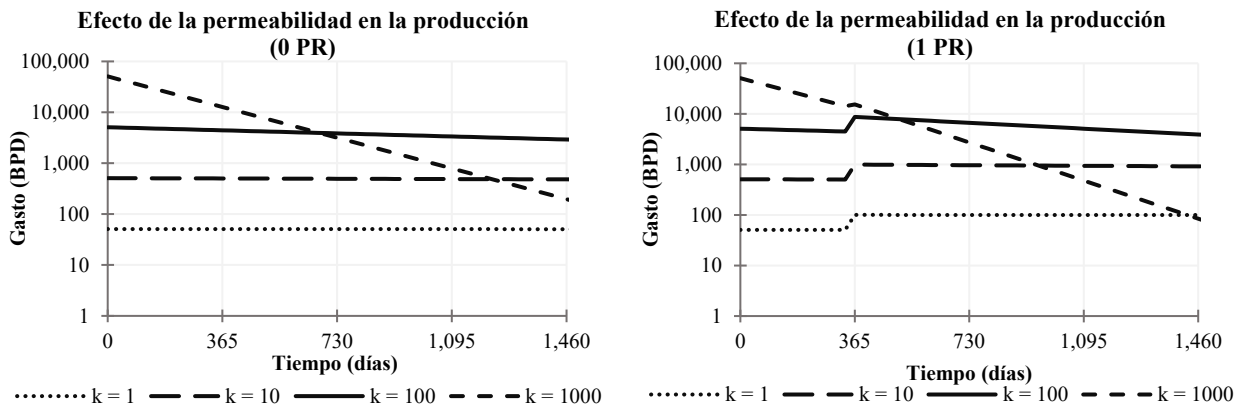 Efecto de la permeabilidad en la producción
(0 PR)
100,000
10,000
1,000
100
10
1
Gasto (BPD)
0 365 730 1,095 1,460
Tiempo (días)
k = 1 k = 10 k = 100 k = 1000
Efecto de la permeabilidad en la producción
(1 PR)
100,000
10,000
1,000
100
10
1
Gasto (BPD)
0 365 730 1,095 1,460
Tiempo (días)
k = 1 k = 10 k = 100 k = 1000